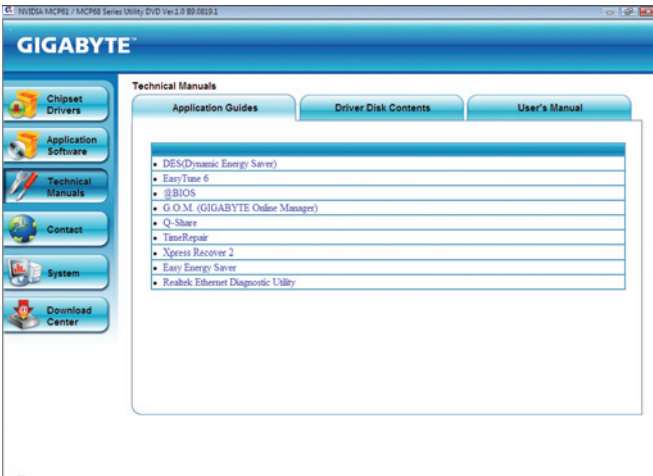 NVIDIA MCP61 / MCP68 Series Utility DVD Ver.1.0 B9.0819.1
GIGABYTE™
Chipset
Drivers
Application
Software
Technical
Manuals
Contact
System
Download
Center
Technical Manuals
Application Guides
Driver Disk Contents
User's Manual
• DES(Dynamic Energy Saver)
• EasyTune 6
• @BIOS
• G.O.M. (GIGABYTE Online Manager)
• Q-Share
• TimeRepair
• Xpress Recover 2
• Easy Energy Saver
• Realtek Ethernet Diagnostic Utility